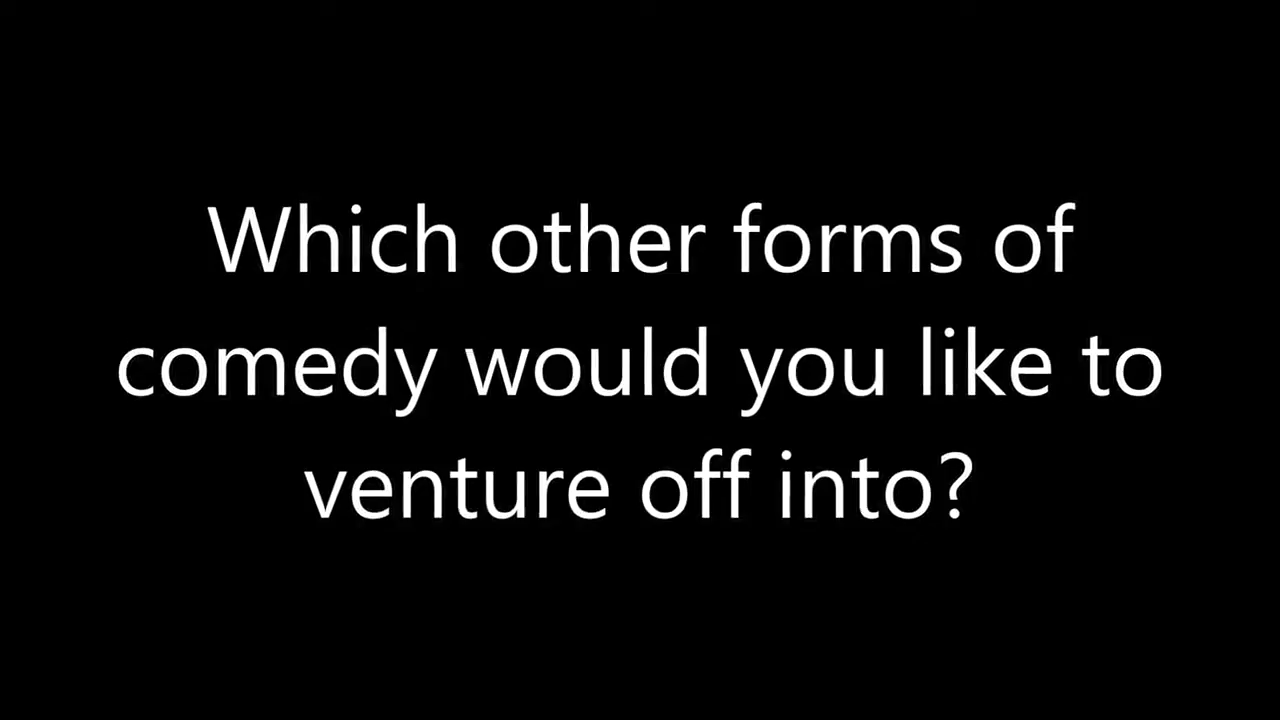 Which other forms of
comedy would you like to
venture off into?